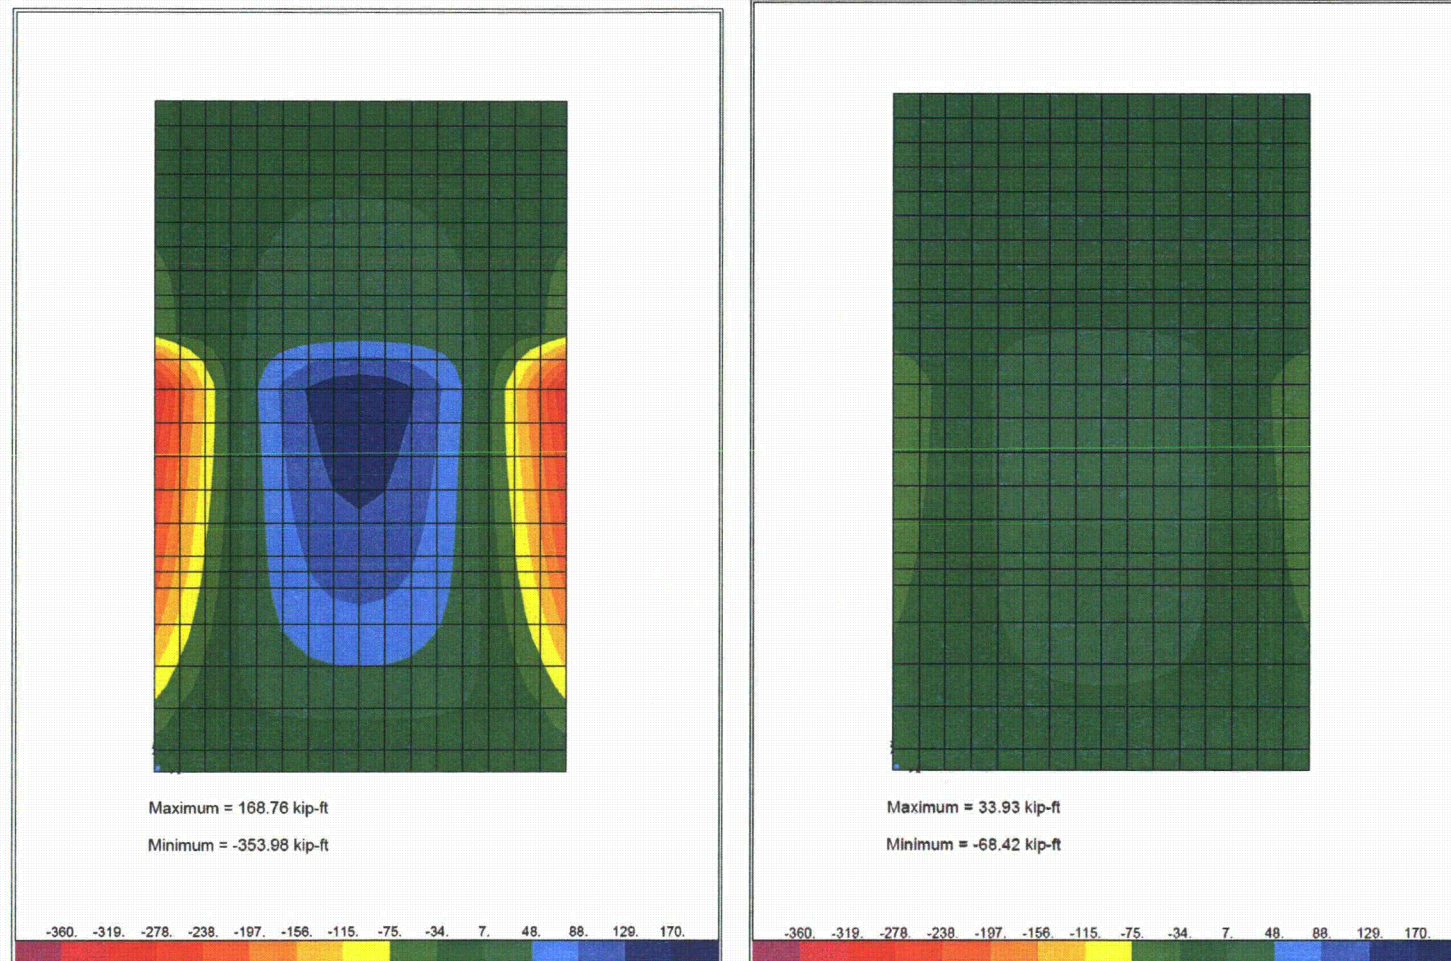 Maximum = 168.76 kip-ft
Minimum = -353.98 kip-ft
-360. -319. -278. -238. -197. -156. -115. -75. -34. 7. 48. 88. 129. 170.
Maximum = 33.93 kip-ft
Minimum = -68.42 kip-ft
-360. -319. -278. -238. -197. -156. -115. -75. -34. 7. 48. 88. 129. 170.